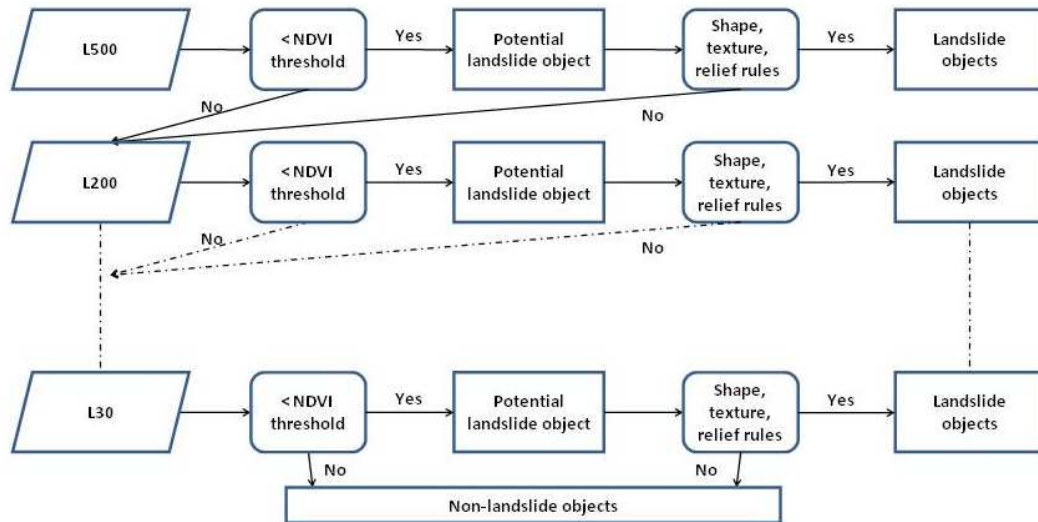 L500
< NDVI
threshold
Yes
Potential
landslide object
Shape,
texture,
relief rules
Yes
Landslide
objects
No
No
L200
< NDVI
threshold
Yes
Potential
landslide object
Shape,
texture,
relief rules
Yes
Landslide
objects
No
No
L30
< NDVI
threshold
Yes
Potential
landslide object
Shape,
texture,
relief rules
Yes
Landslide
objects
No
No
Non-landslide objects